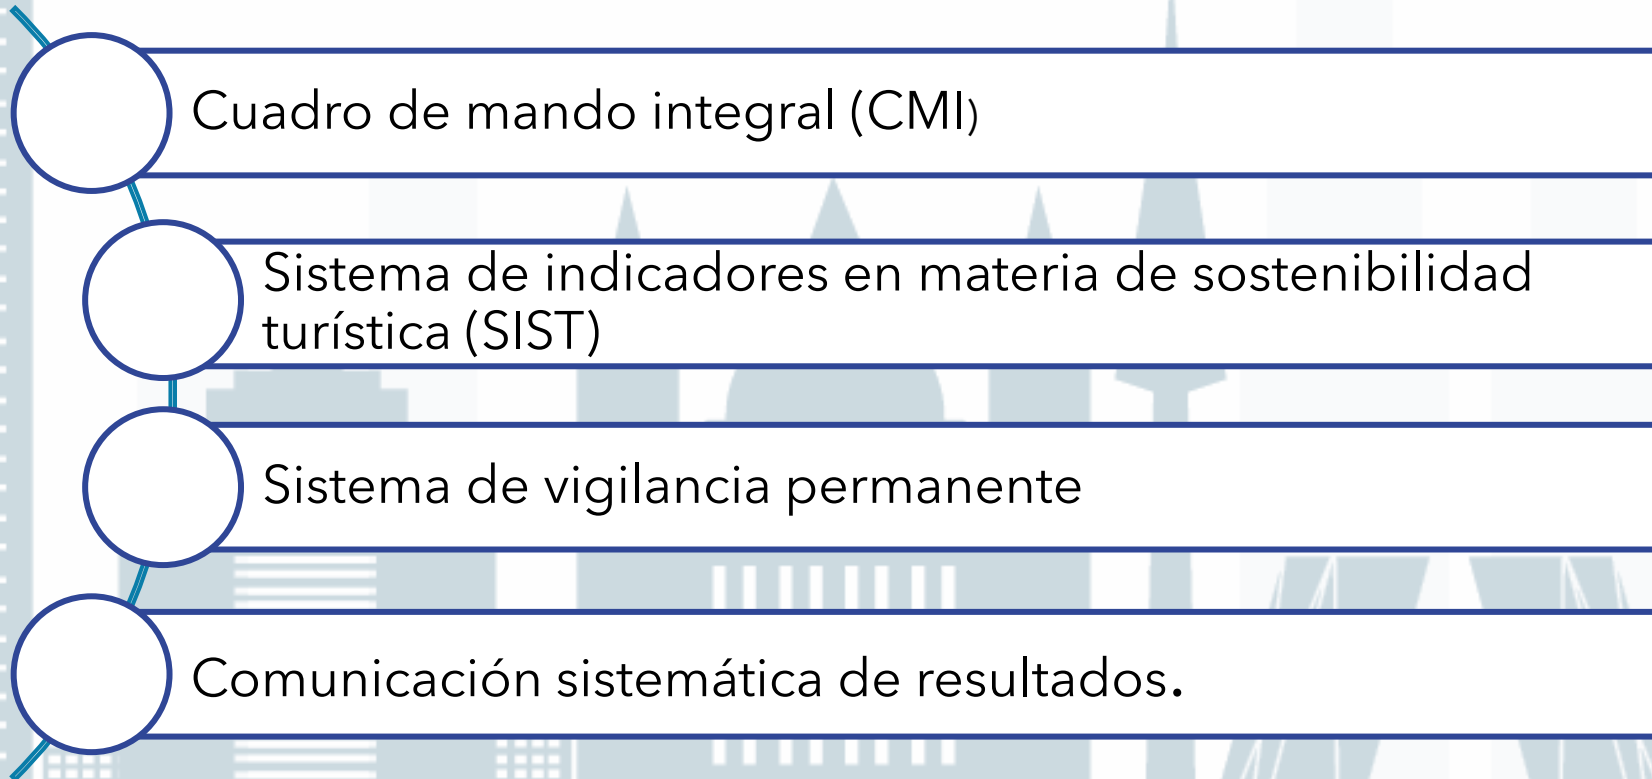 Cuadro de mando integral (CMI)
Sistema de indicadores en materia de sostenibilidad
turística (SIST)
Sistema de vigilancia permanente
Comunicación sistemática de resultados.